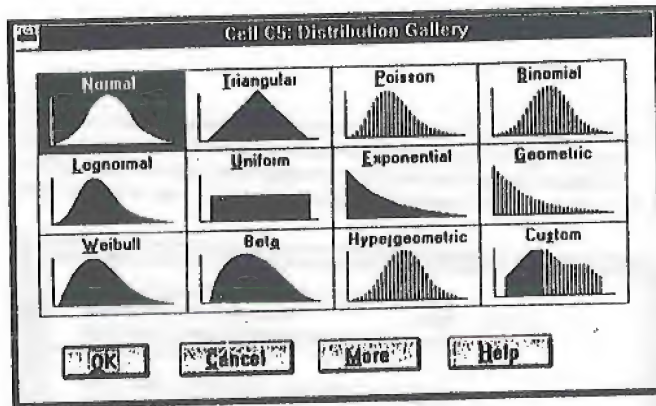 Cell C5: Distribution Gallery
Normal Triangular Poisson Binomial
Lognormal Uniform Exponential Geometric
Weibull Beta Hypergeometric Custom
OK Cancel More Help